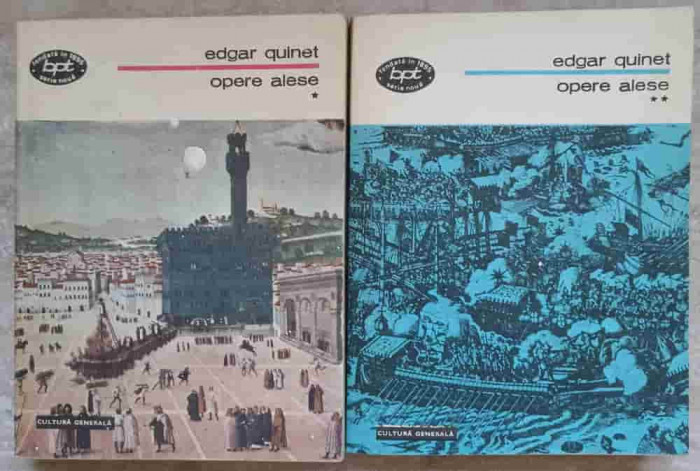 fondată în 1895
bpt
serie nouă
edgar quinet
opere alese
*
CULTURĂ GENERALĂ
fondată în 1895
bpt
serie nouă
edgar quinet
opere alese
**
CULTURĂ GENERALĂ